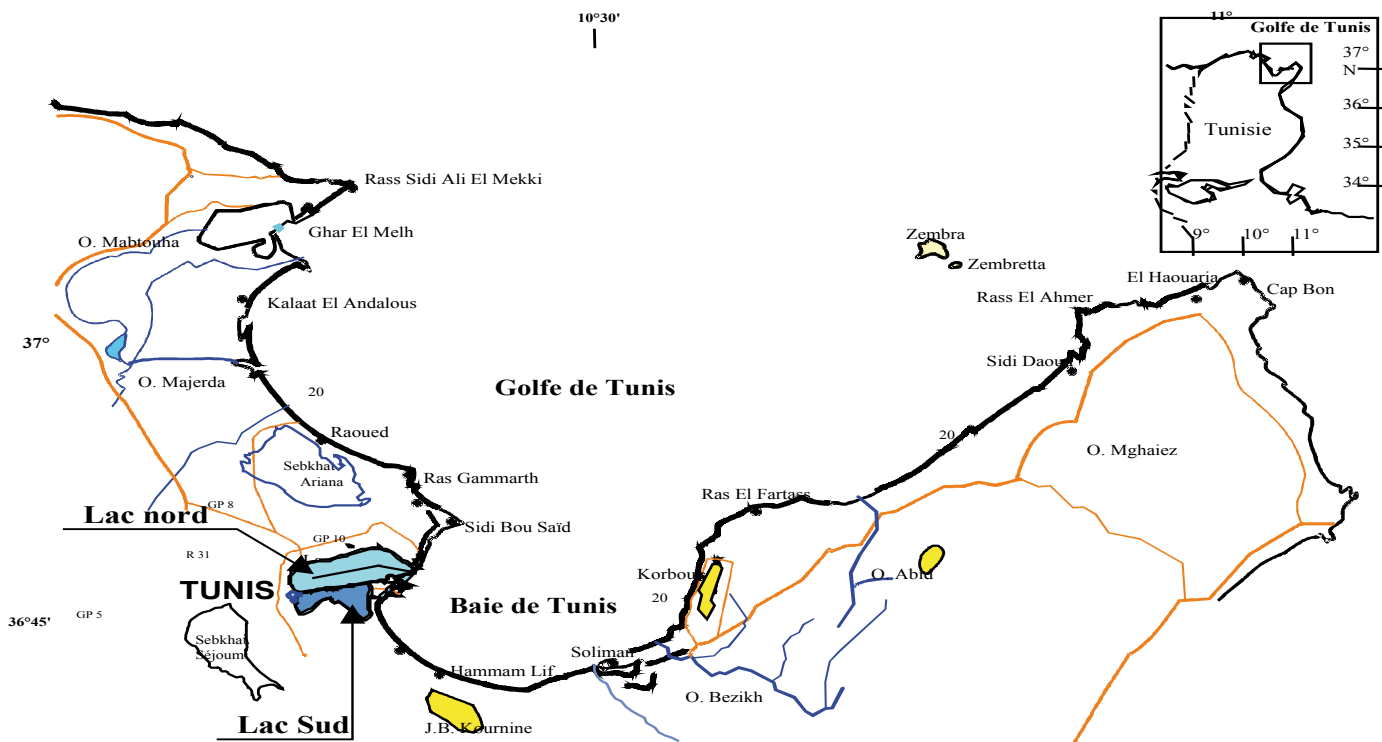 10°30'
11°
Golfe de Tunis
37°
N
36°
Tunisie
35°
34°
9°
10°
11°
Rass Sidi Ali El Mekki
Ghar El Melh
O. Mabtouha
Zembra
Zembretta
El Haouaria
Cap Bon
Rass El Ahmer
Kalaat El Andalous
37°
Sidi Daoud
O. Majerda
20
Golfe de Tunis
Raoued
20
O. Mghaiez
Sebkhat
Ariana
Ras Gammarth
Ras El Fartass
GP 8
Lac nord
Sidi Bou Saïd
GP 10
R 31
Korbous
O. Abid
TUNIS
20
Baie de Tunis
36°45'
GP 5
Sebkhat
Séjoumi
Soliman
Hammam Lif
O. Bezikh
Lac Sud
J.B. Kournine